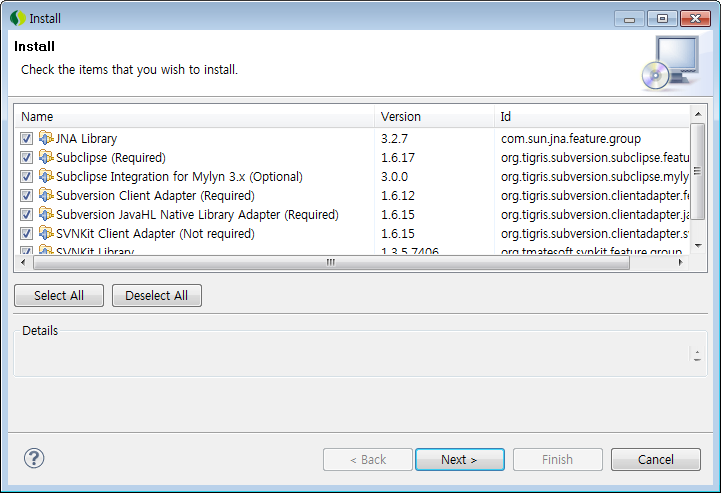 Install
Install
Check the items that you wish to install.
Name Version Id
JNA Library 3.2.7 com.sun.jna.feature.group
Subclipse (Required) 1.6.17 org.tigris.subversion.subclipse.featu
Subclipse Integration for Mylyn 3.x (Optional) 3.0.0 org.tigris.subversion.subclipse.myly
Subversion Client Adapter (Required) 1.6.12 org.tigris.subversion.clientadapter.fe
Subversion JavaHL Native Library Adapter (Required) 1.6.15 org.tigris.subversion.clientadapter.ja
SVNKit Client Adapter (Not required) 1.6.15 org.tigris.subversion.clientadapter.sv
SVNKit Library 1.3.5.7406 org.tmatesoft.svnkit.feature.group
Select All Deselect All
Details
? < Back Next > Finish Cancel